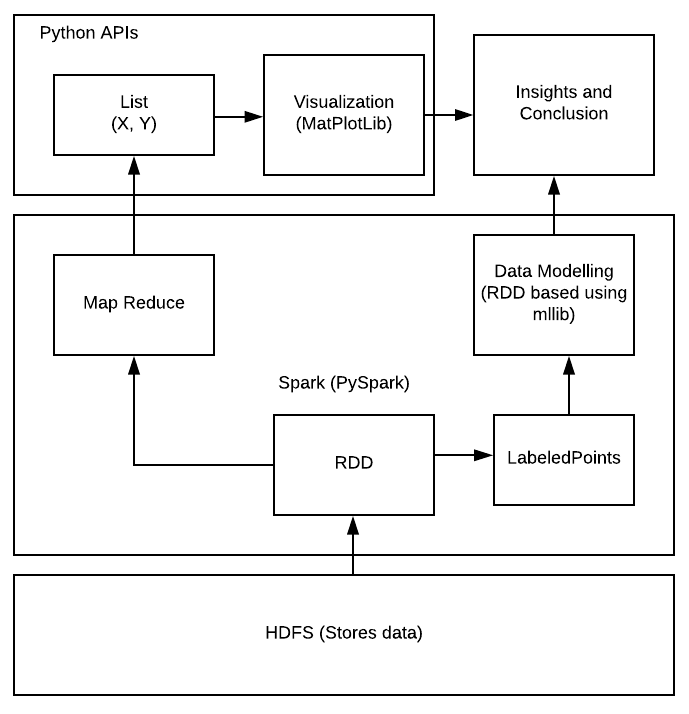 Python APIs
List
(X, Y)
Visualization
(MatPlotLib)
Insights and
Conclusion
Map Reduce
Data Modelling
(RDD based using
mllib)
Spark (PySpark)
RDD
LabeledPoints
HDFS (Stores data)